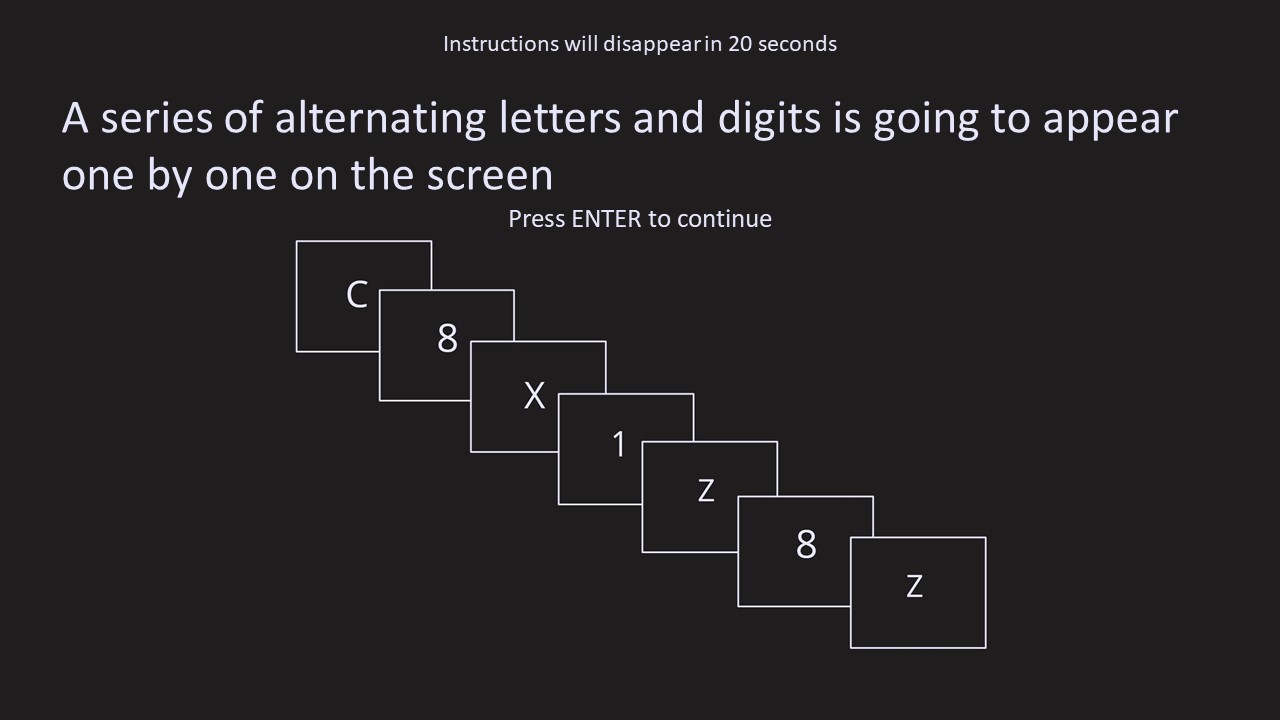 Instructions will disappear in 20 seconds
A series of alternating letters and digits is going to appear
one by one on the screen
Press ENTER to continue
C
8
X
1
Z
8
Z